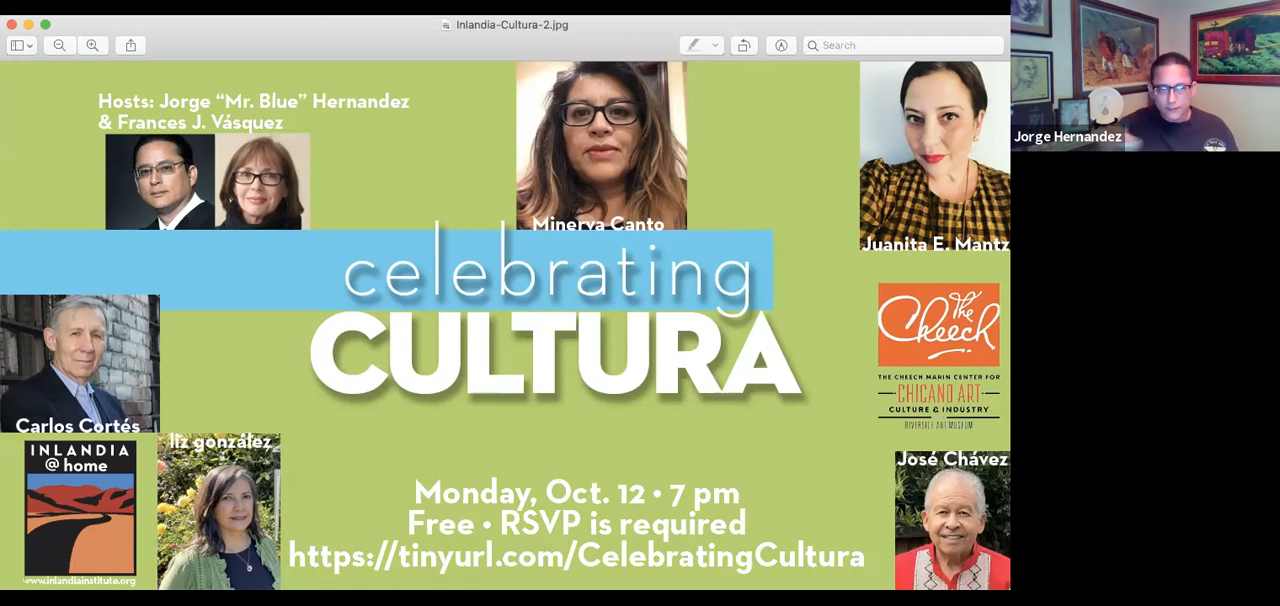 Inlandia-Cultura-2.jpg
Search
Hosts: Jorge “Mr. Blue” Hernandez
& Frances J. Vásquez
Minerva Canto
Juanita E. Mantz
Jorge Hernandez
celebrating
CULTURA
The
Cheech
THE CHEECH MARIN CENTER FOR
CHICANO ART
CULTURE & INDUSTRY
RIVERSIDE ART MUSEUM
Carlos Cortés
INLANDIA
@ home
www.inlandiainstitute.org
liz gonzález
José Chávez
Monday, Oct. 12 • 7 pm
Free • RSVP is required
https://tinyurl.com/CelebratingCultura